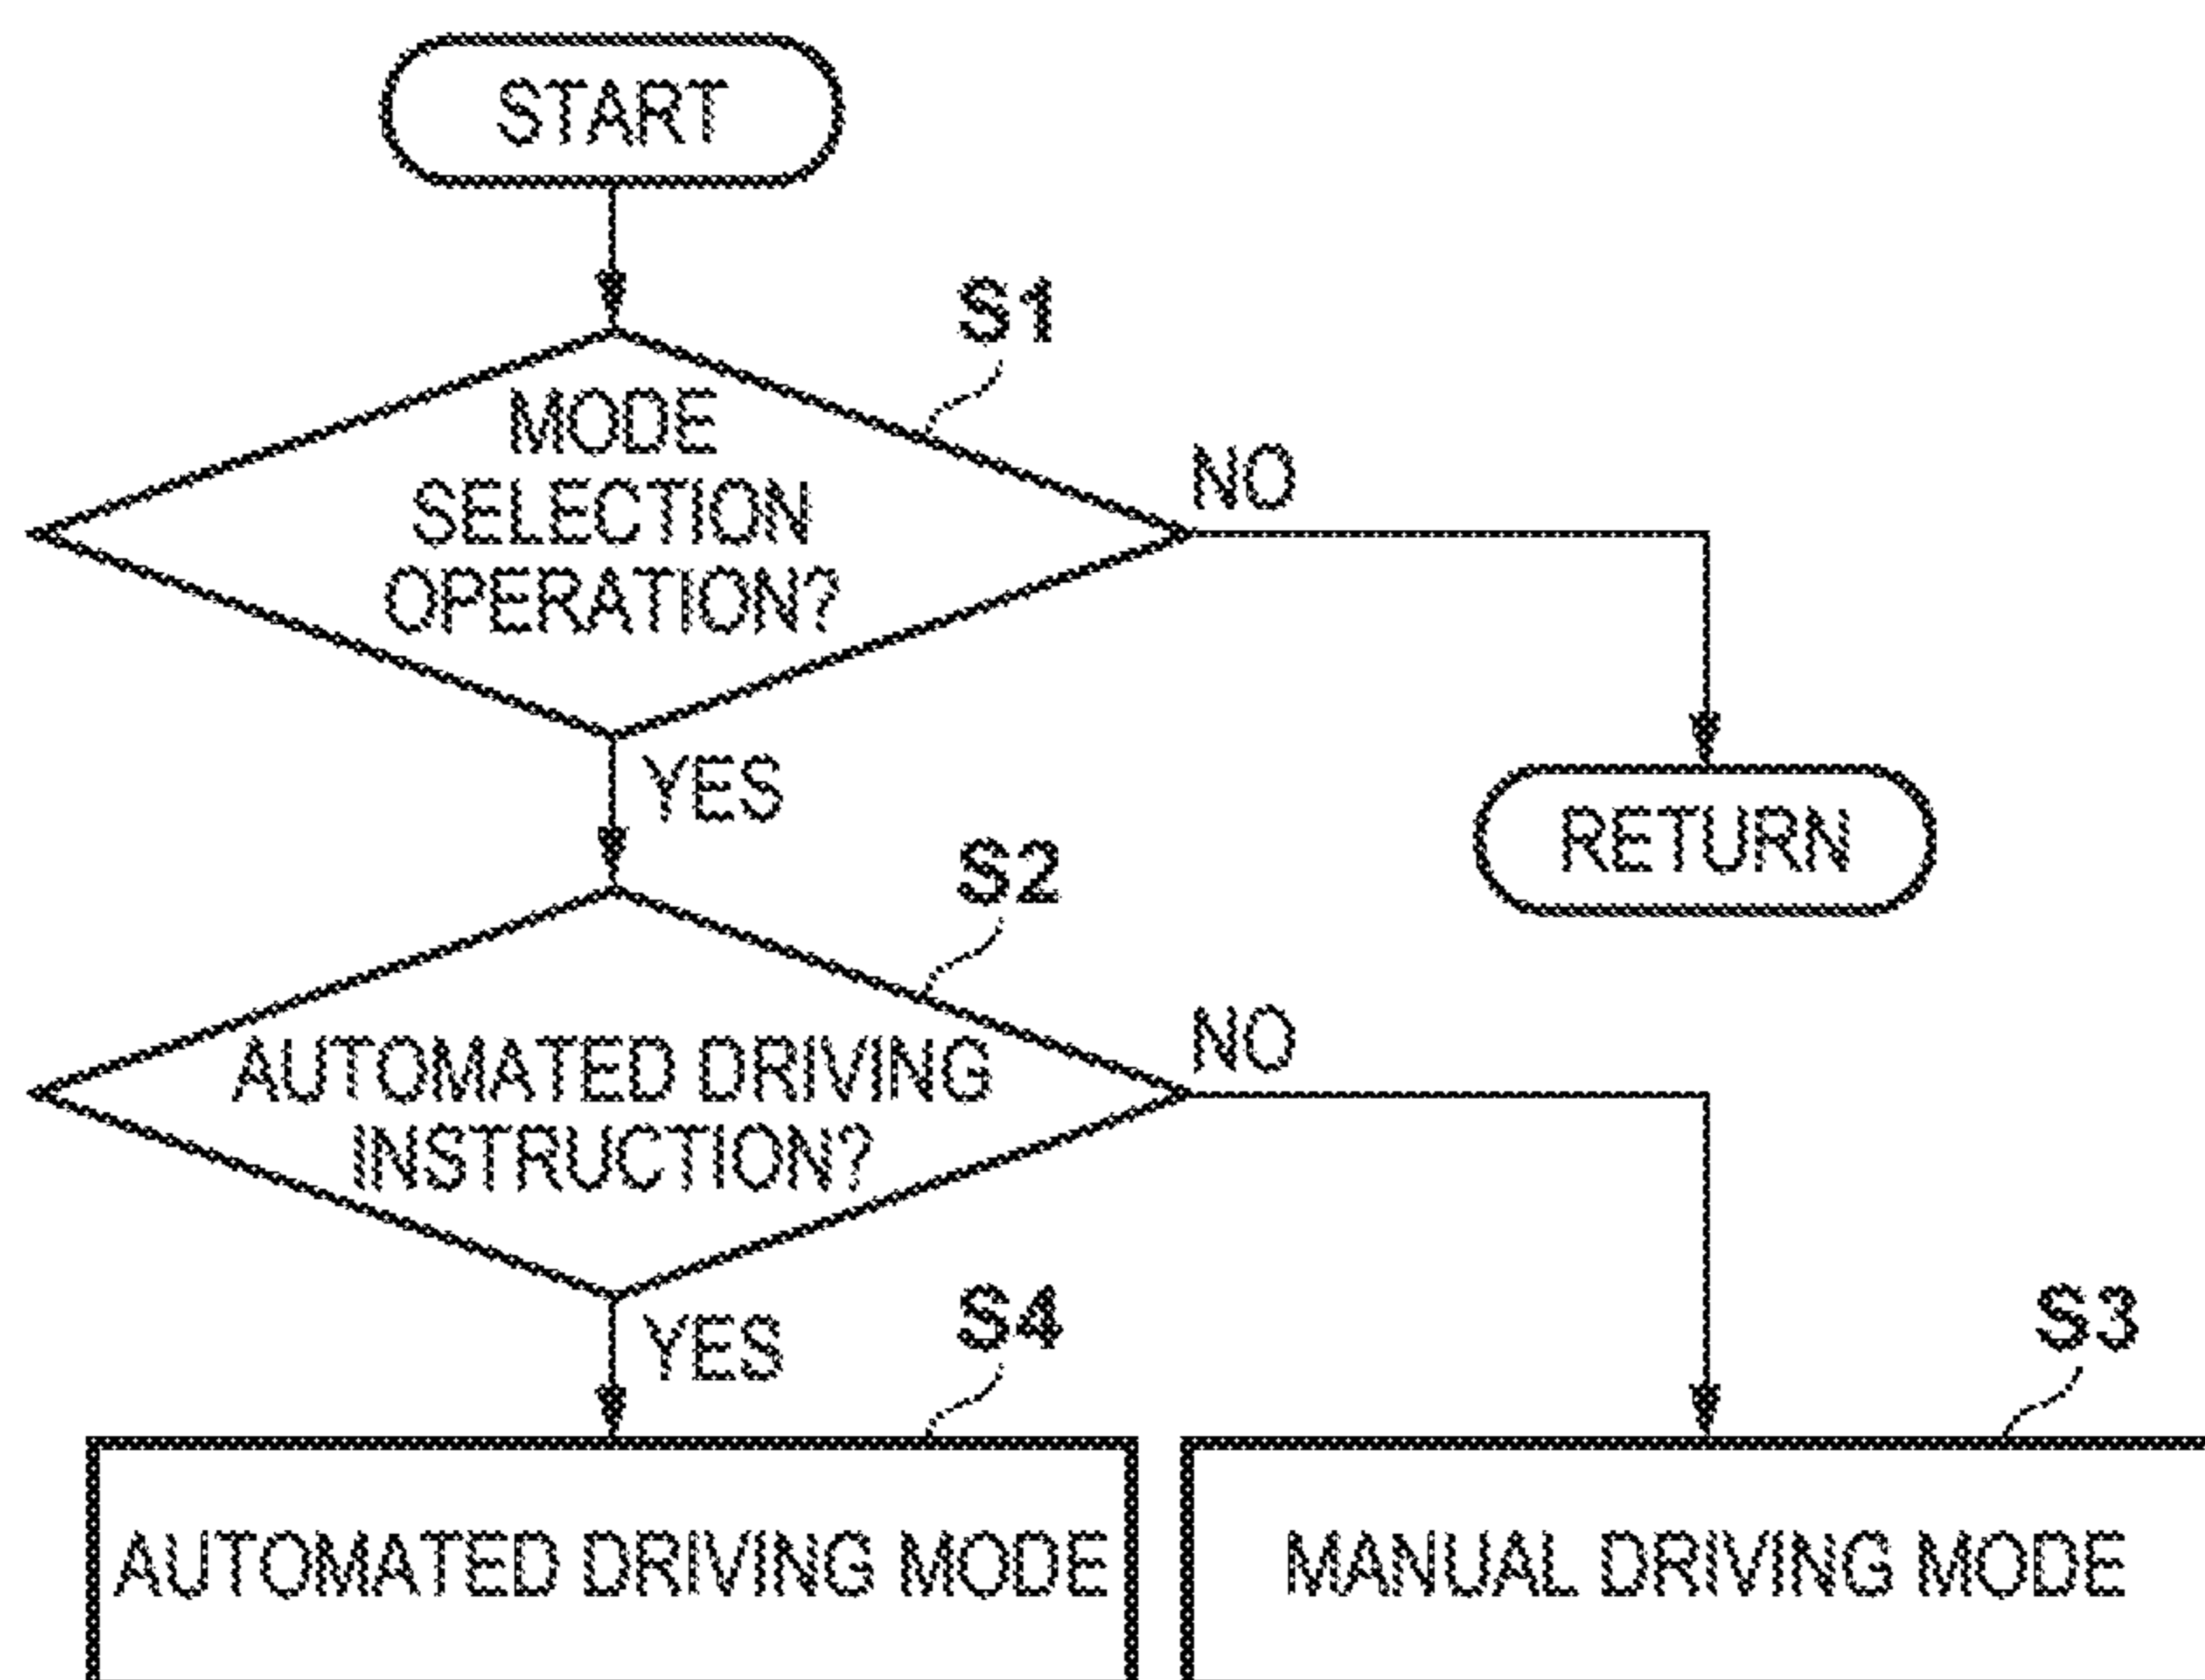 START
S1
MODE
SELECTION
OPERATION?
NO
YES
RETURN
S2
AUTOMATED DRIVING
INSTRUCTION?
NO
YES
S4
S3
AUTOMATED DRIVING MODE
MANUAL DRIVING MODE